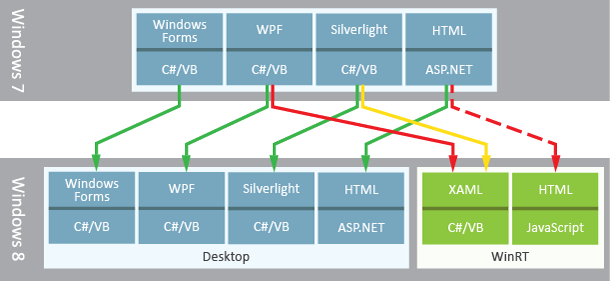 Windows 7
Windows
Forms
WPF
Silverlight
HTML
C#/VB
C#/VB
C#/VB
ASP.NET
Windows 8
Windows
Forms
WPF
Silverlight
HTML
XAML
HTML
C#/VB
C#/VB
C#/VB
ASP.NET
C#/VB
JavaScript
Desktop
WinRT